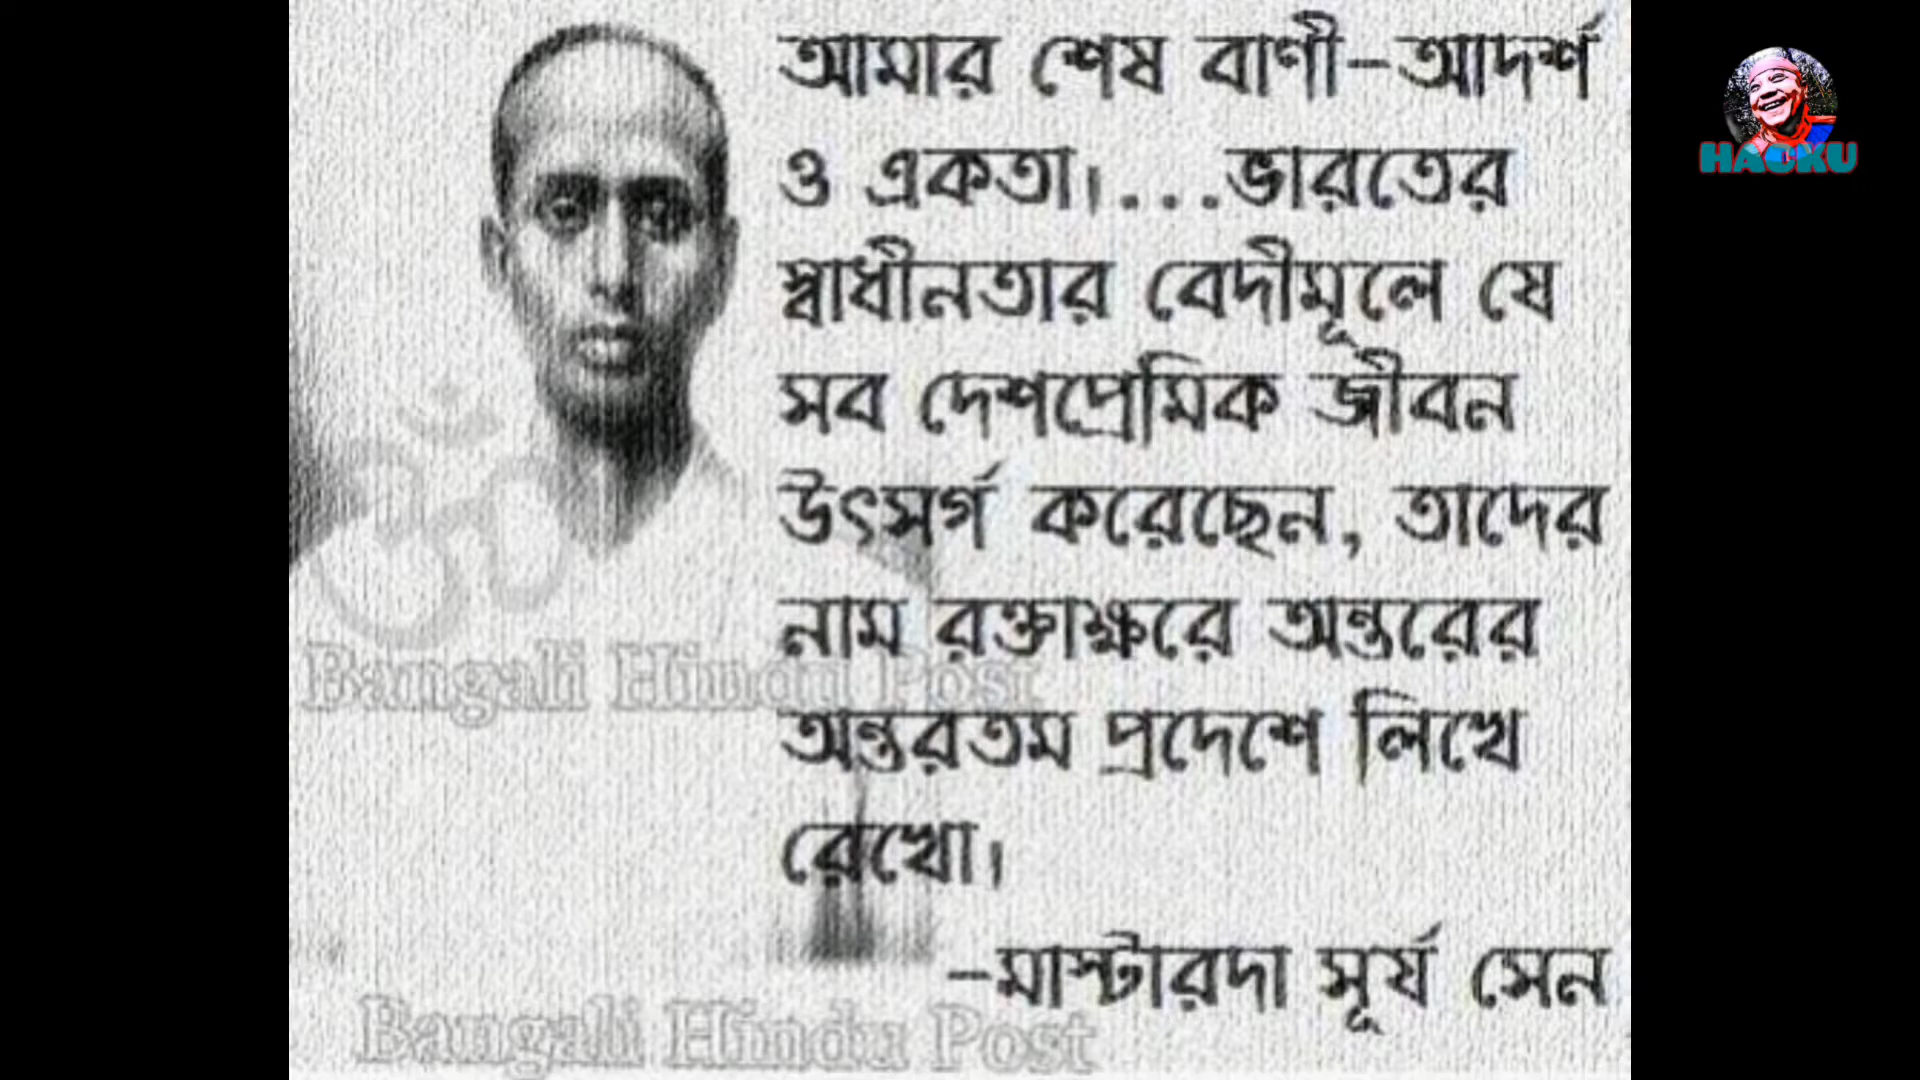 আমার শেষ বাণী-আদর্শ
ও একতা।...ভারতের
স্বাধীনতার বেদীমূলে যে
সব দেশপ্রেমিক জীবন
উৎসর্গ করেছেন, তাদের
নাম রক্তাক্ষরে অন্তরের
অন্তরতম প্রদেশে লিখে
রেখো।
-মাস্টারদা সূর্য সেন
ॐ
Bangali Hindu Post
Bangali Hindu Post
HACKU